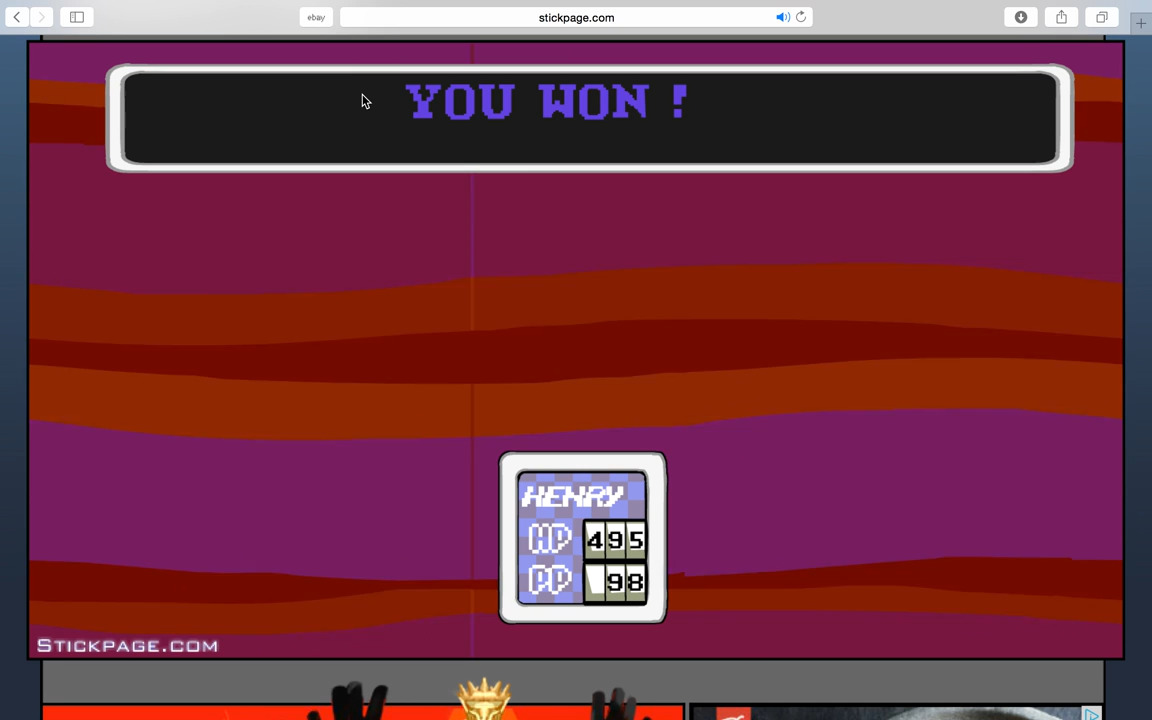 ebay
stickpage.com
YOU WON !
HENRY
HP 495
PP 98
STICKPAGE.COM